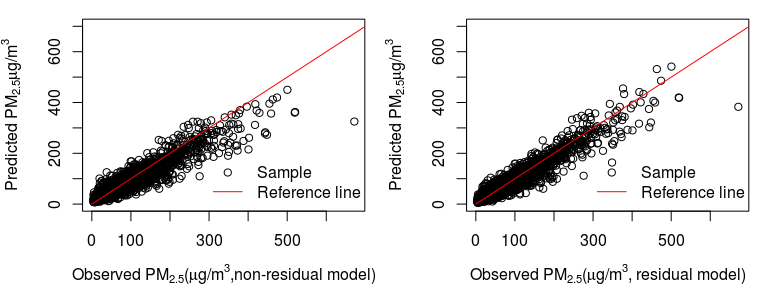 Predicted PM2.5μg/m3
600
400
200
0
Sample
Reference line
0 100 300 500
Observed PM2.5(μg/m3,non-residual model)
Predicted PM2.5μg/m3
600
400
200
0
Sample
Reference line
0 100 300 500
Observed PM2.5(μg/m3, residual model)